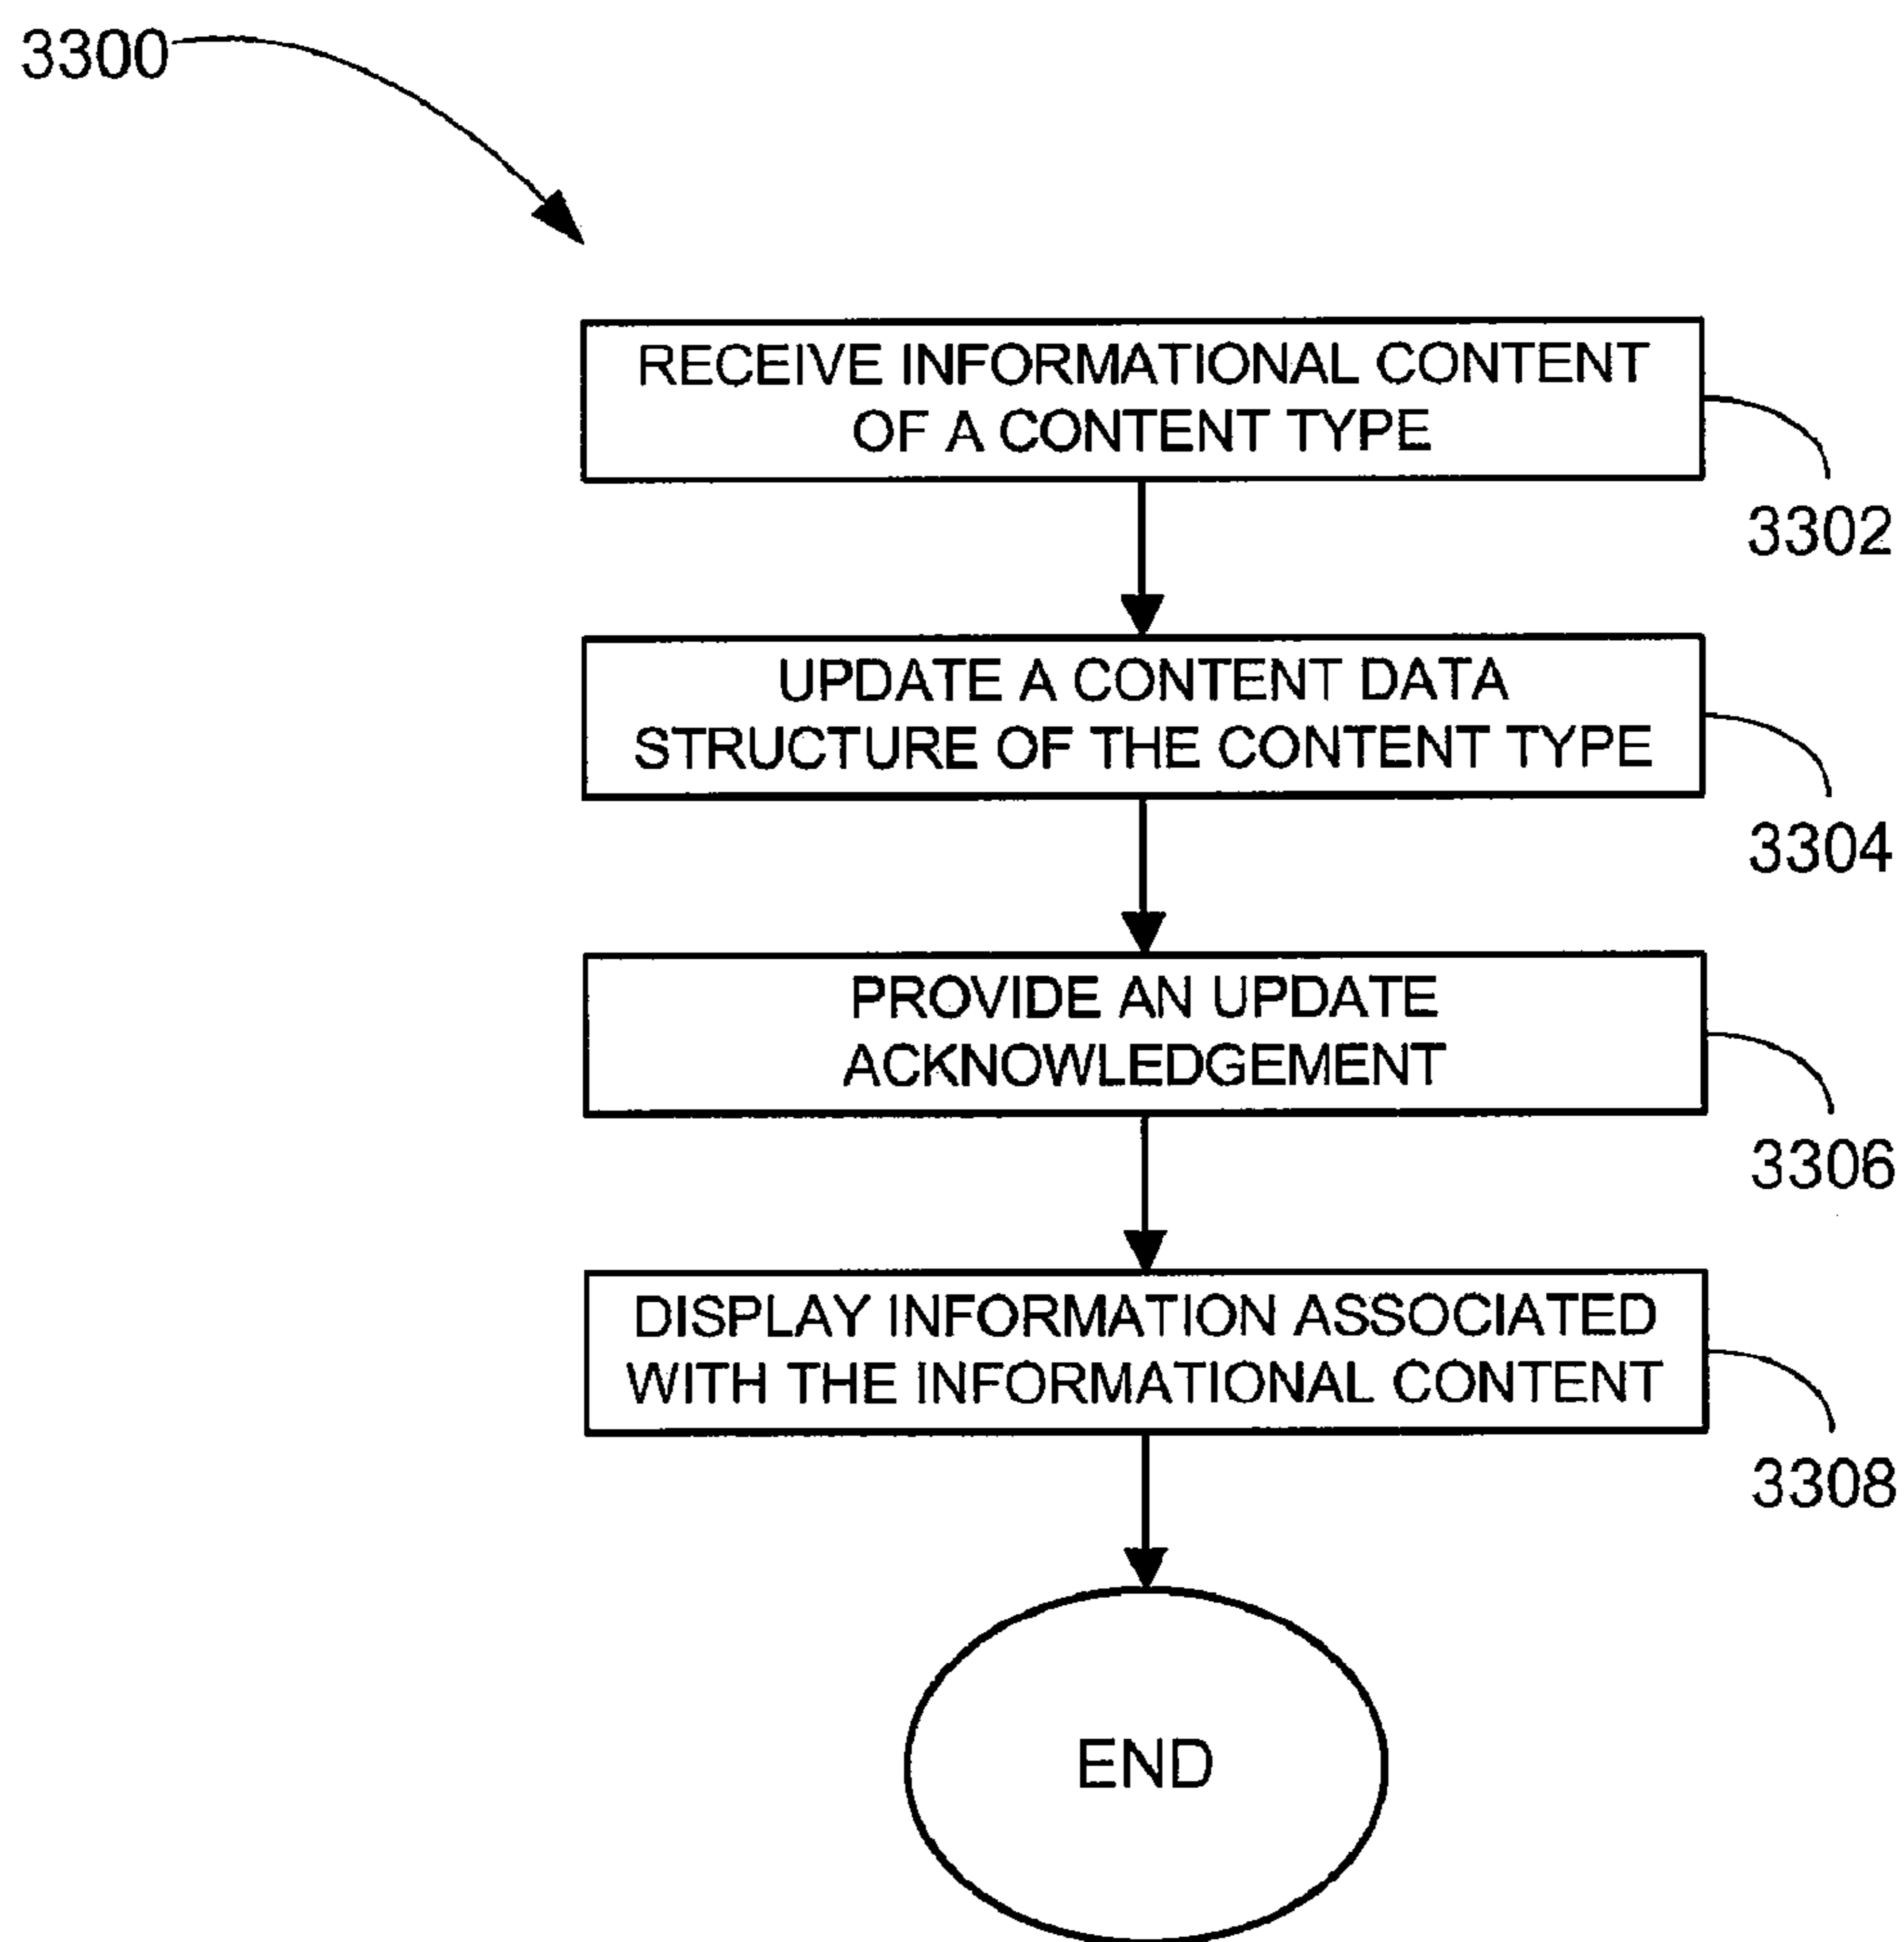 3300
RECEIVE INFORMATIONAL CONTENT
OF A CONTENT TYPE
3302
UPDATE A CONTENT DATA
STRUCTURE OF THE CONTENT TYPE
3304
PROVIDE AN UPDATE
ACKNOWLEDGEMENT
3306
DISPLAY INFORMATION ASSOCIATED
WITH THE INFORMATIONAL CONTENT
3308
END